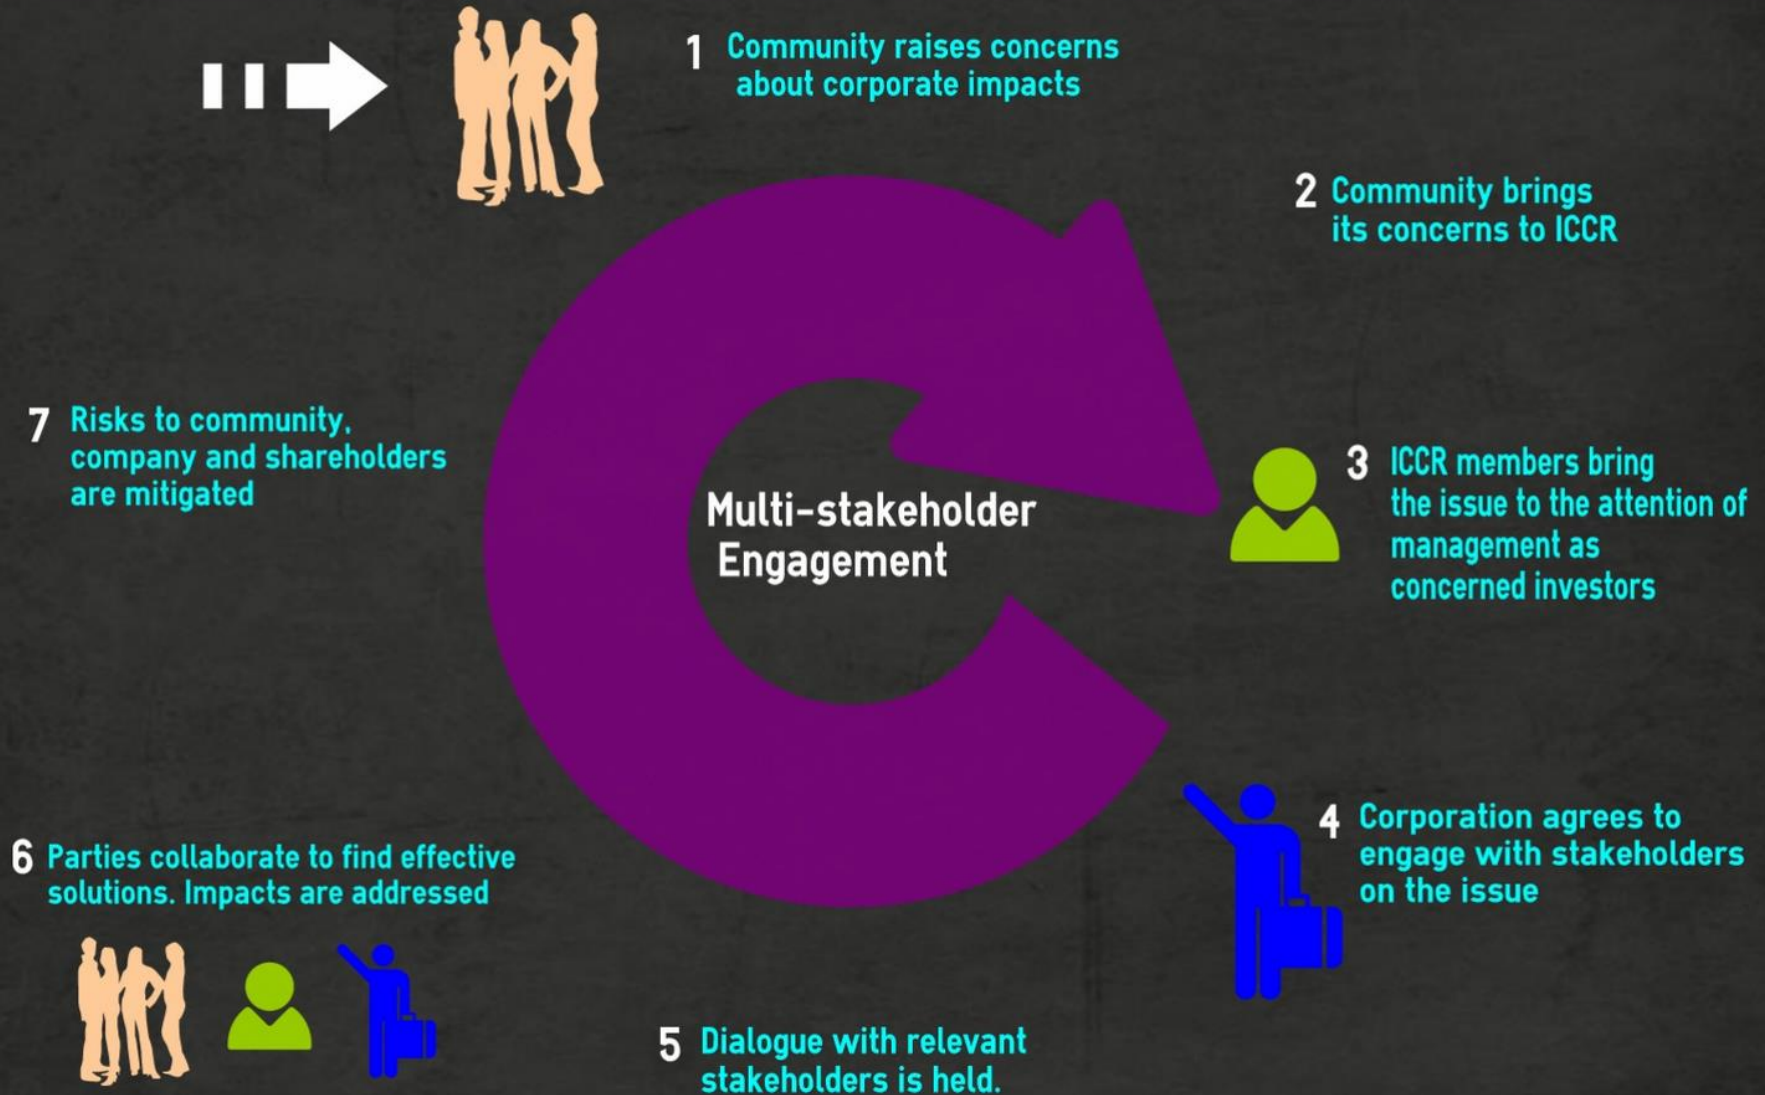 1 Community raises concerns
about corporate impacts
2 Community brings
its concerns to ICCR
3 ICCR members bring
the issue to the attention of
management as
concerned investors
4 Corporation agrees to
engage with stakeholders
on the issue
5 Dialogue with relevant
stakeholders is held.
6 Parties collaborate to find effective
solutions. Impacts are addressed
7 Risks to community,
company and shareholders
are mitigated
Multi-stakeholder
Engagement